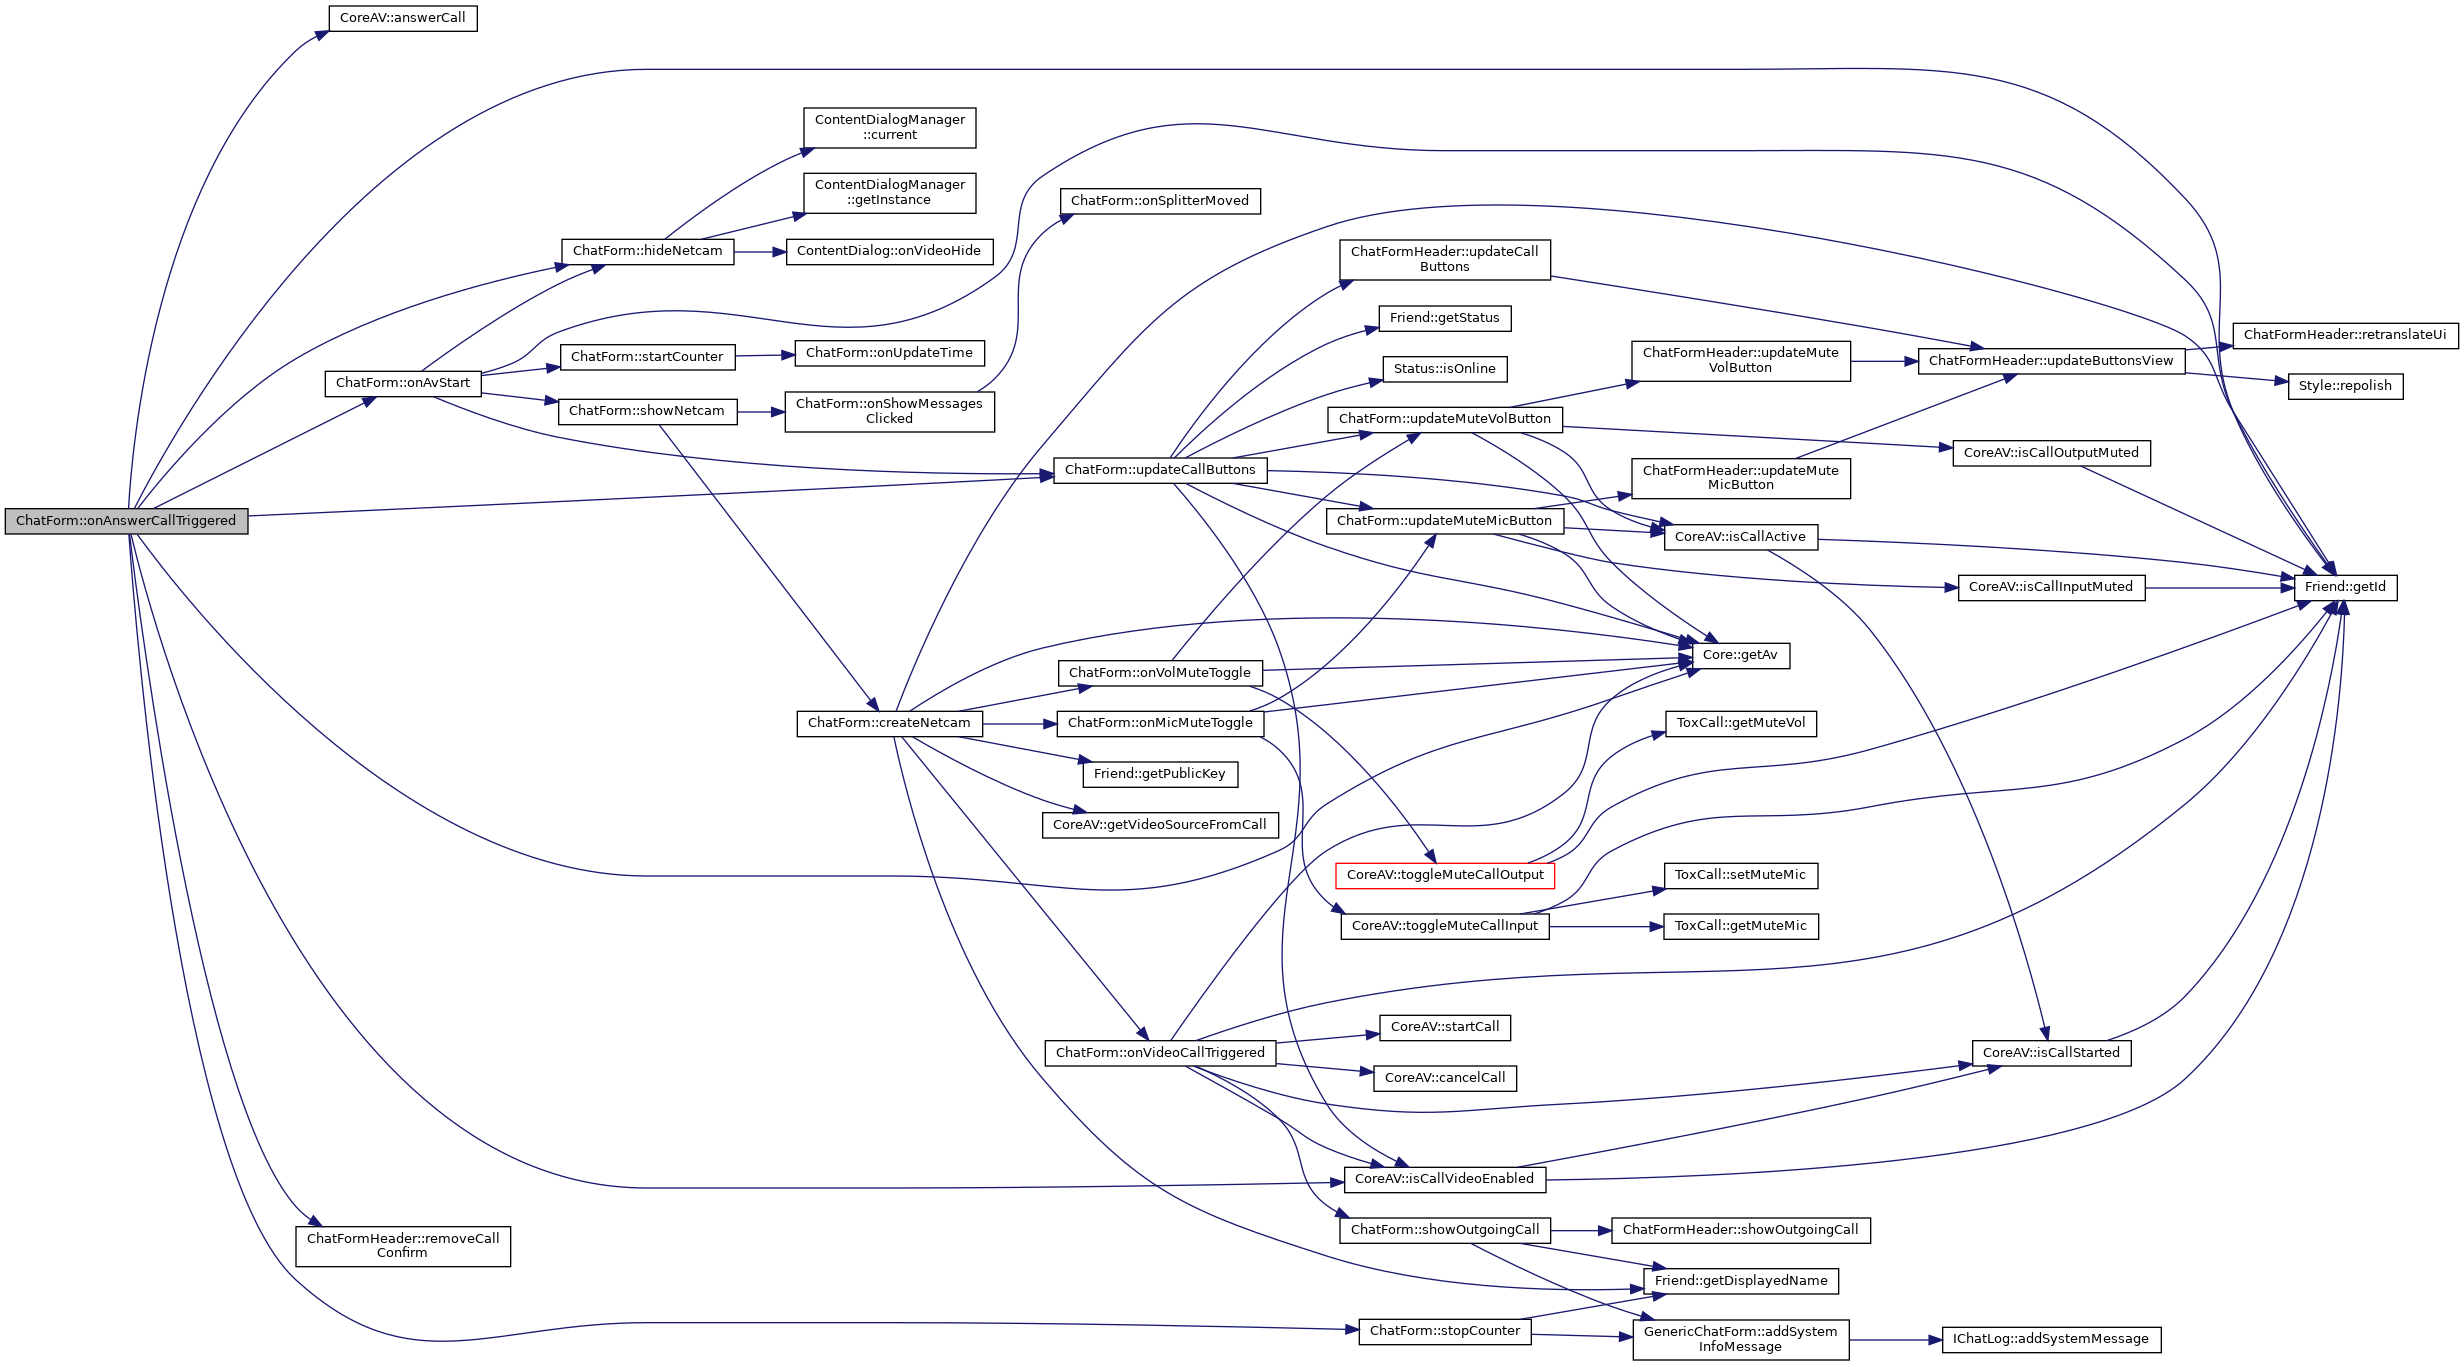 CoreAV::answerCall
ContentDialogManager
::current
ContentDialogManager
::getInstance
ChatForm::onSplitterMoved
ChatForm::hideNetcam
ContentDialog::onVideoHide
ChatFormHeader::updateCall
Buttons
Friend::getStatus
ChatFormHeader::retranslateUi
ChatForm::startCounter
ChatForm::onUpdateTime
ChatFormHeader::updateMute
VolButton
ChatFormHeader::updateButtonsView
Status::isOnline
ChatForm::onAvStart
Style::repolish
ChatForm::showNetcam
ChatForm::onShowMessages
Clicked
ChatForm::updateMuteVolButton
CoreAV::isCallOutputMuted
ChatForm::updateCallButtons
ChatFormHeader::updateMute
MicButton
ChatForm::onAnswerCallTriggered
ChatForm::updateMuteMicButton
CoreAV::isCallActive
CoreAV::isCallInputMuted
Friend::getId
Core::getAv
ChatForm::onVolMuteToggle
ChatForm::createNetcam
ChatForm::onMicMuteToggle
ToxCall::getMuteVol
Friend::getPublicKey
CoreAV::getVideoSourceFromCall
CoreAV::toggleMuteCallOutput
ToxCall::setMuteMic
CoreAV::toggleMuteCallInput
ToxCall::getMuteMic
CoreAV::startCall
ChatForm::onVideoCallTriggered
CoreAV::isCallStarted
CoreAV::cancelCall
CoreAV::isCallVideoEnabled
ChatForm::showOutgoingCall
ChatFormHeader::showOutgoingCall
ChatFormHeader::removeCall
Confirm
Friend::getDisplayedName
ChatForm::stopCounter
GenericChatForm::addSystem
InfoMessage
IChatLog::addSystemMessage